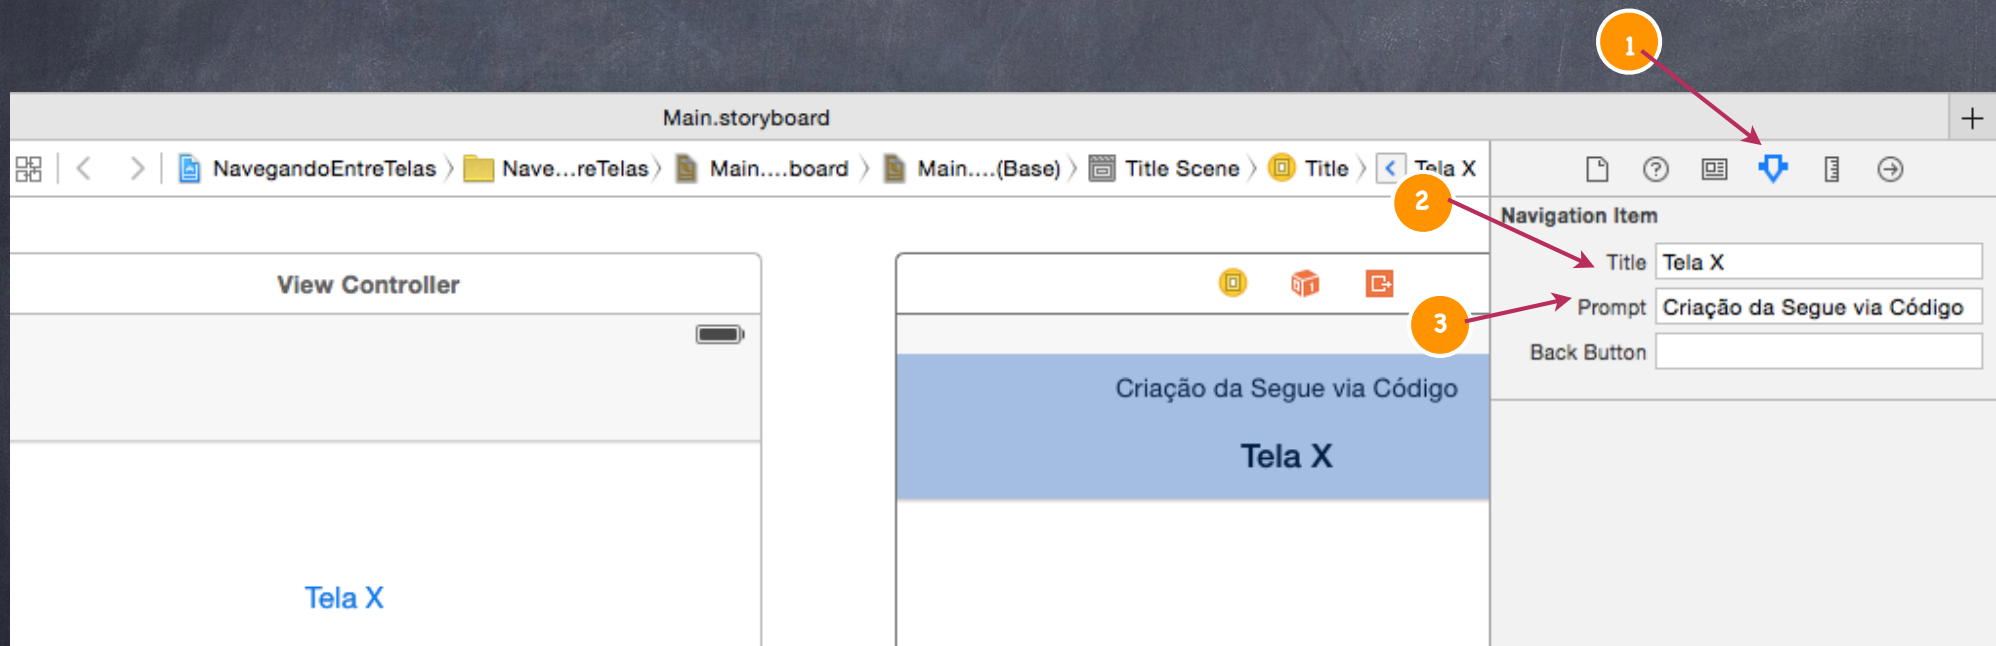 1
Main.storyboard
NavegandoEntreTelas Nave...reTelas Main....board Main....(Base) Title Scene Title Tela X
2
Navigation Item
Title Tela X
View Controller
3
Prompt Criação da Segue via Código
Back Button
Criação da Segue via Código
Tela X
Tela X